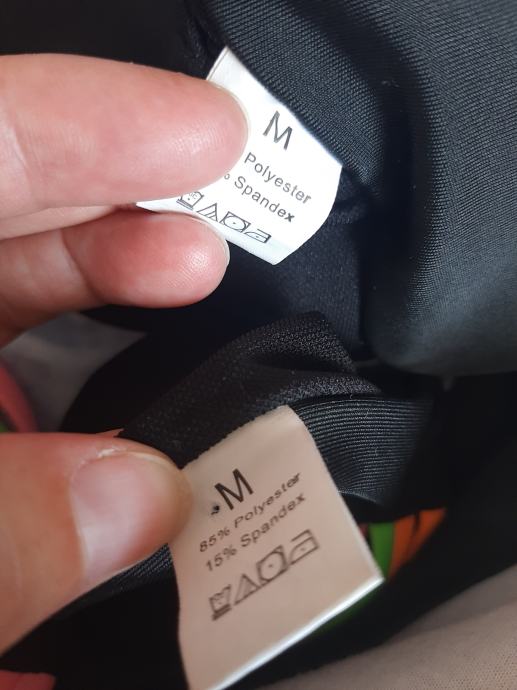 M
Polyester
% Spandex
M
85% Polyester
15% Spandex